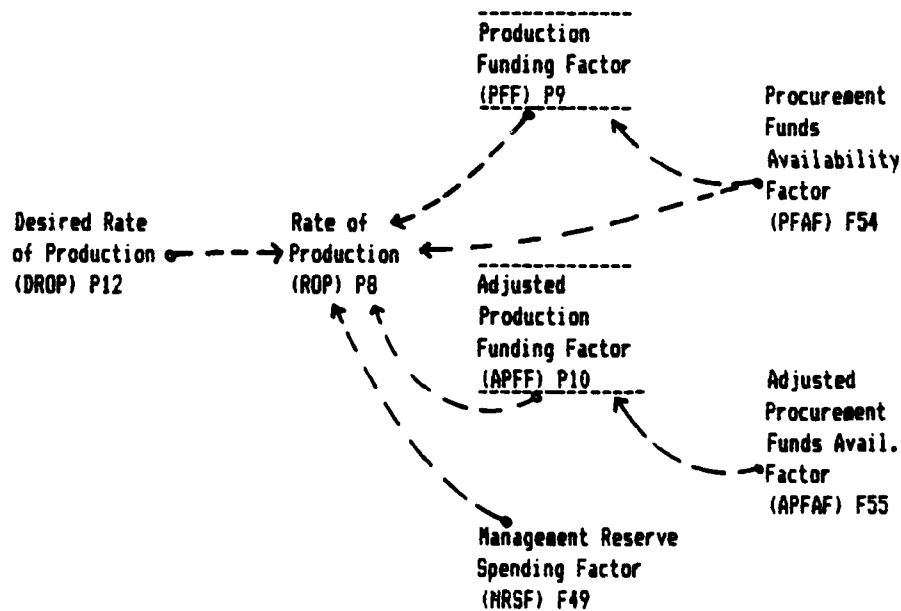 Production
Funding Factor
(PFF) P9
Procurement
Funds
Availability
Factor
(PFAF) F54
Desired Rate
of Production
(DROP) P12
Rate of
Production
(ROP) P8
Adjusted
Production
Funding Factor
(APFF) P10
Adjusted
Procurement
Funds Avail.
Factor
(APFAF) F55
Management Reserve
Spending Factor
(MRSF) F49